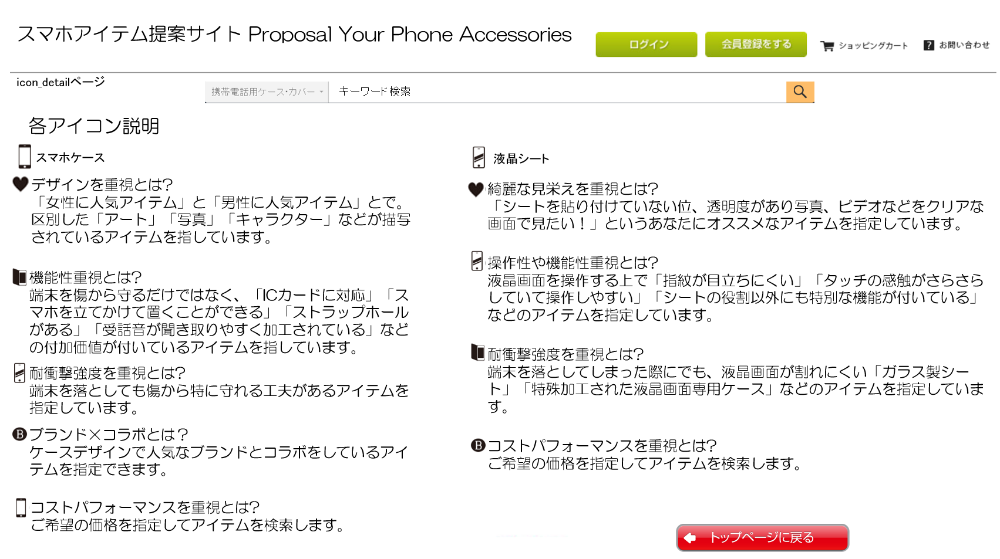 スマホアイテム提案サイト Proposal Your Phone Accessories
ログイン
会員登録をする
ショッピングカート
? お問い合わせ
icon_detailページ
携帯電話用ケース・カバー
キーワード検索
各アイコン説明
スマホケース
デザインを重視とは?
「女性に人気アイテム」と「男性に人気アイテム」とで。
区別した「アート」「写真」「キャラクター」などが描写
されているアイテムを指しています。
機能性重視とは?
端末を傷から守るだけではなく、「ICカードに対応」「ス
マホを立てかけて置くことができる」「ストラップホール
がある」「受話音が聞き取りやすく加工されている」など
の付加価値が付いているアイテムを指しています。
耐衝撃強度を重視とは?
端末を落としても傷から特に守れる工夫があるアイテムを
指定しています。
B ブランド×コラボとは？
ケースデザインで人気なブランドとコラボをしているアイ
テムを指定できます。
コストパフォーマンスを重視とは?
ご希望の価格を指定してアイテムを検索します。
液晶シート
綺麗な見栄えを重視とは?
「シートを貼り付けていない位、透明度があり写真、ビデオなどをクリアな
画面で見たい！」というあなたにオススメなアイテムを指定しています。
操作性や機能性重視とは?
液晶画面を操作する上で「指紋が目立ちにくい」「タッチの感触がさらさら
していて操作しやすい」「シートの役割以外にも特別な機能が付いている」
などのアイテムを指定しています。
耐衝撃強度を重視とは?
端末を落としてしまった際にでも、液晶画面が割れにくい「ガラス製シー
ト」「特殊加工された液晶画面専用ケース」などのアイテムを指定していま
す。
B コストパフォーマンスを重視とは?
ご希望の価格を指定してアイテムを検索します。
トップページに戻る